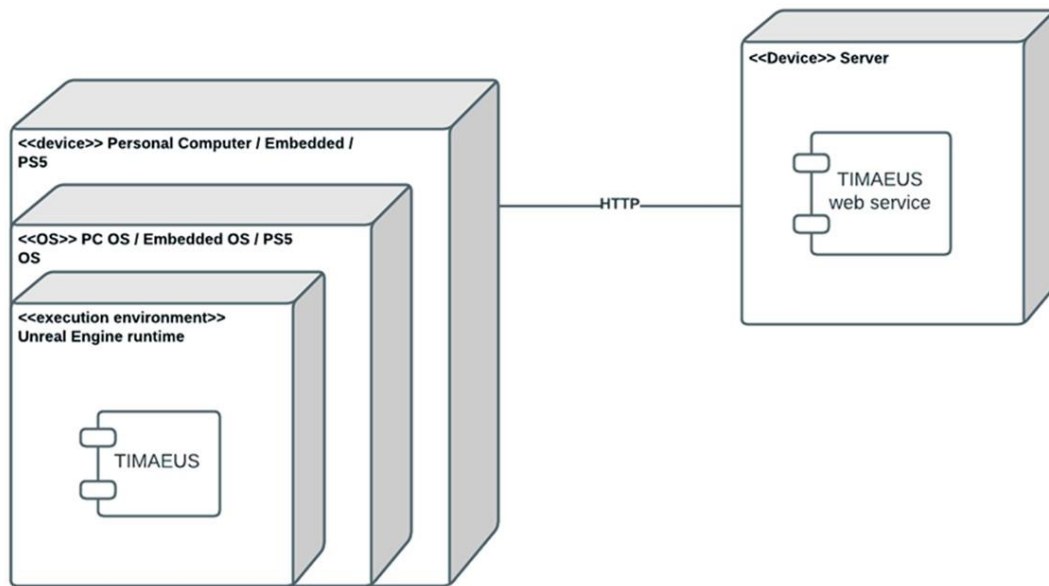 <<device>> Personal Computer / Embedded /
PS5
<<OS>> PC OS / Embedded OS / PS5
OS
<<execution environment>>
Unreal Engine runtime
TIMAEUS
HTTP
<<Device>> Server
TIMAEUS
web service